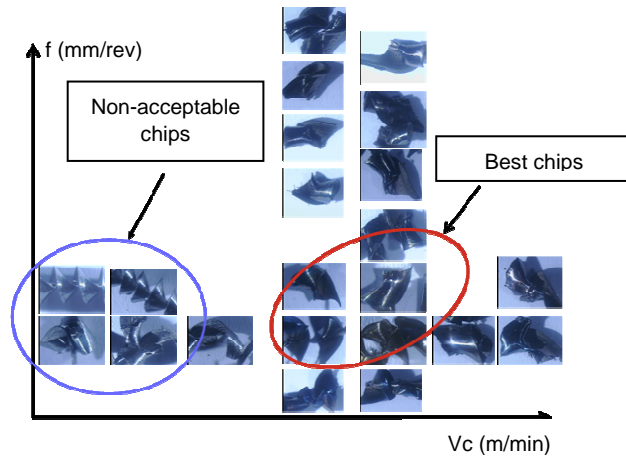 f (mm/rev)
Non-acceptable
chips
Best chips
Vc (m/min)